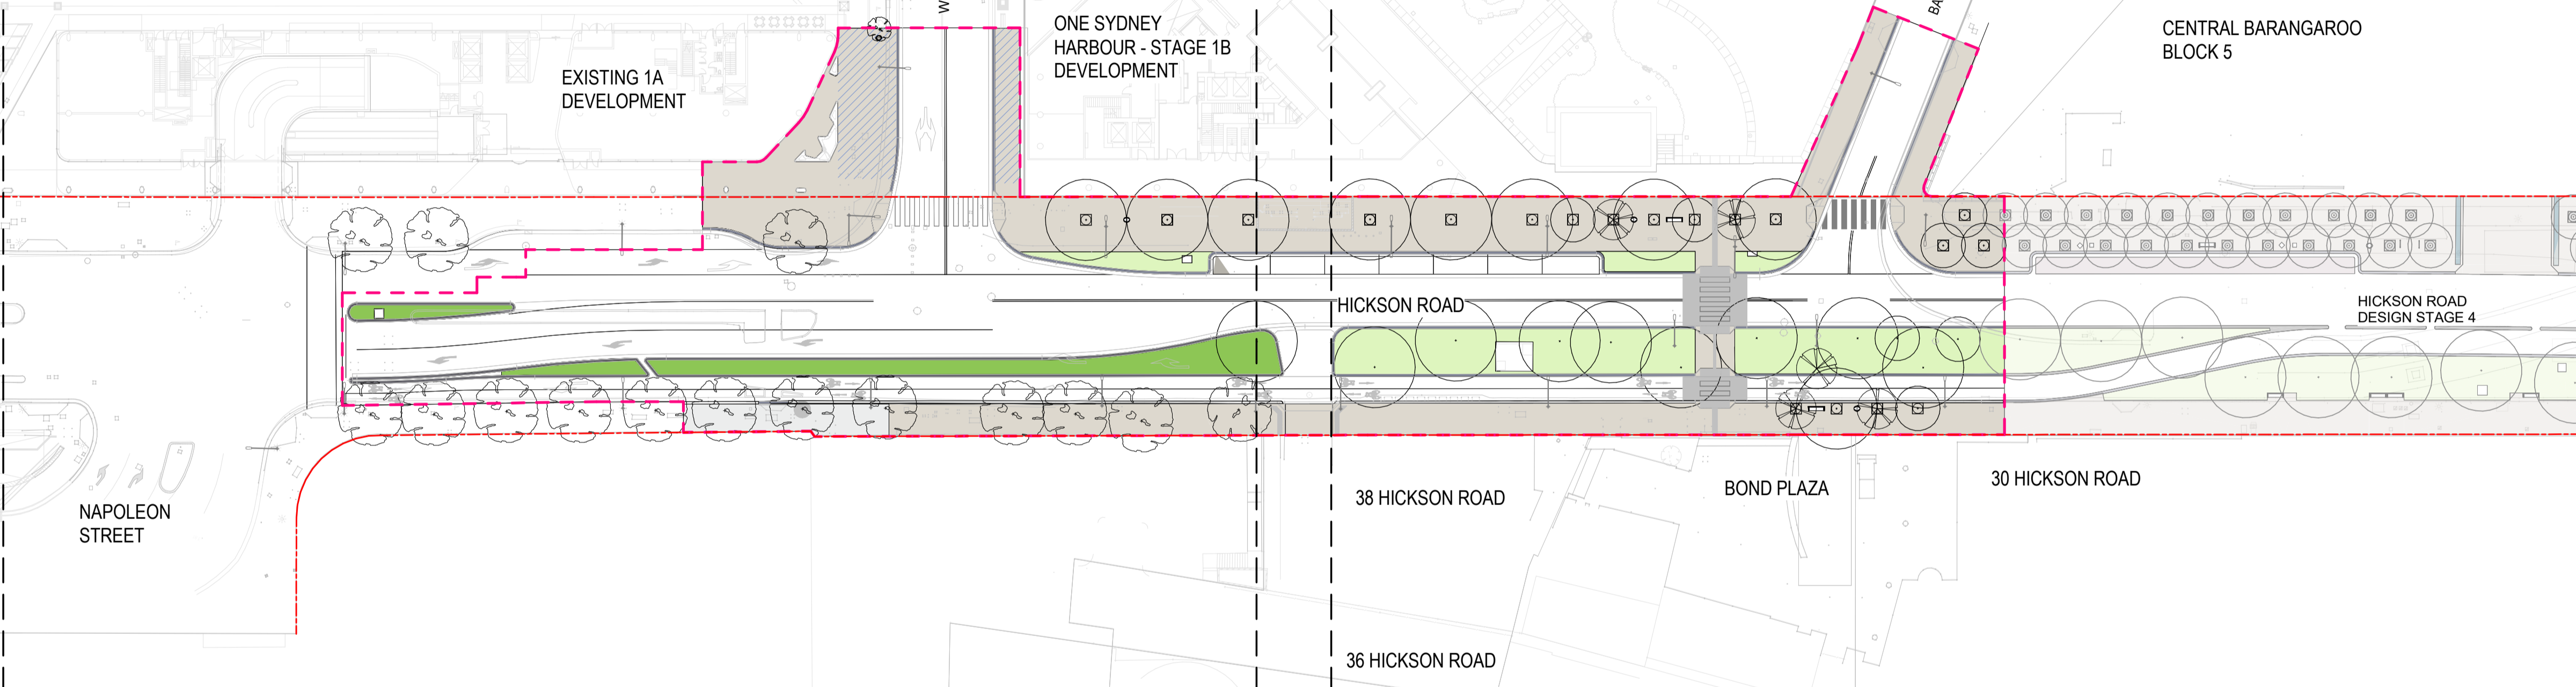 EXISTING 1A
DEVELOPMENT
W
ONE SYDNEY
HARBOUR - STAGE 1B
DEVELOPMENT
BA
CENTRAL BARANGAROO
BLOCK 5
HICKSON ROAD
HICKSON ROAD
DESIGN STAGE 4
NAPOLEON
STREET
38 HICKSON ROAD
BOND PLAZA
30 HICKSON ROAD
36 HICKSON ROAD